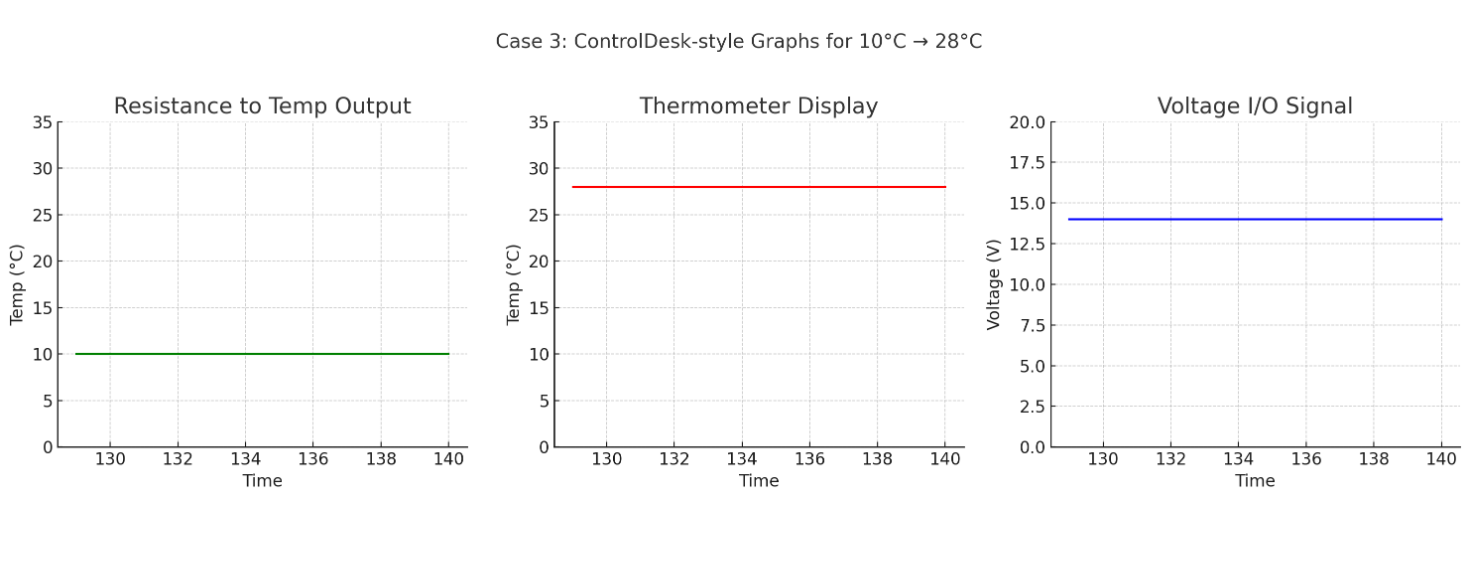 Case 3: ControlDesk-style Graphs for 10°C → 28°C
Resistance to Temp Output
35
30
25
20
15
10
5
0
Temp (°C)
130 132 134 136 138 140
Time
Thermometer Display
35
30
25
20
15
10
5
0
Temp (°C)
130 132 134 136 138 140
Time
Voltage I/O Signal
20.0
17.5
15.0
12.5
10.0
7.5
5.0
2.5
0.0
Voltage (V)
130 132 134 136 138 140
Time